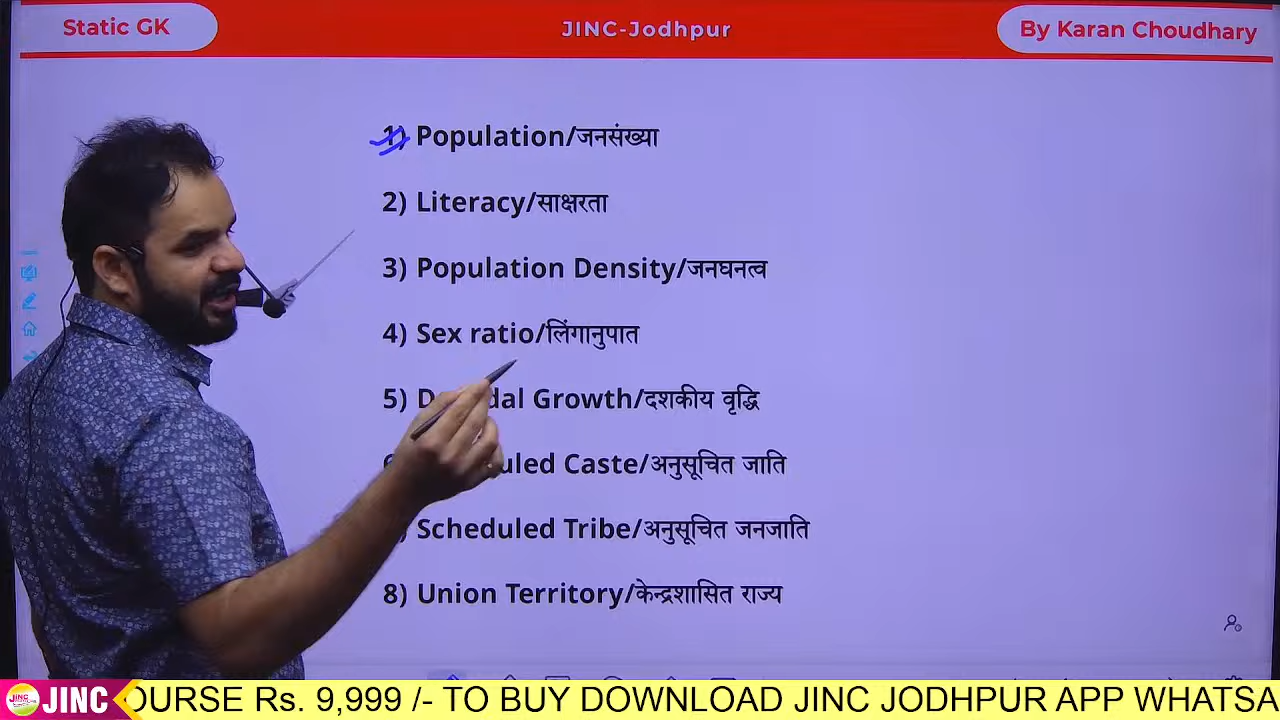 Static GK
JINC-Jodhpur
By Karan Choudhary
1) Population/जनसंख्या
2) Literacy/साक्षरता
3) Population Density/जनघनत्व
4) Sex ratio/लिंगानुपात
5) Growth/दशकीय वृद्धि
Caste/अनुसूचित जाति
Scheduled Tribe/अनुसूचित जनजाति
8) Union Territory/केन्द्रशासित राज्य
JINC
JINC OURSE Rs. 9,999 /- TO BUY DOWNLOAD JINC JODHPUR APP WHATSA